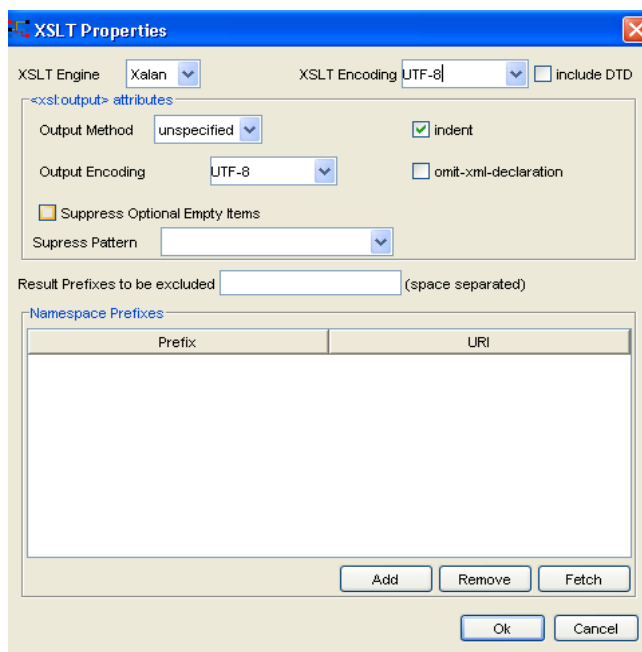 XSLT Properties
XSLT Engine Xalan XSLT Encoding UTF-8 include DTD
<xsl:output> attributes
Output Method unspecified indent
Output Encoding UTF-8 omit-xml-declaration
Suppress Optional Empty Items
Supress Pattern
Result Prefixes to be excluded (space separated)
Namespace Prefixes
Prefix URI
Add Remove Fetch
Ok Cancel